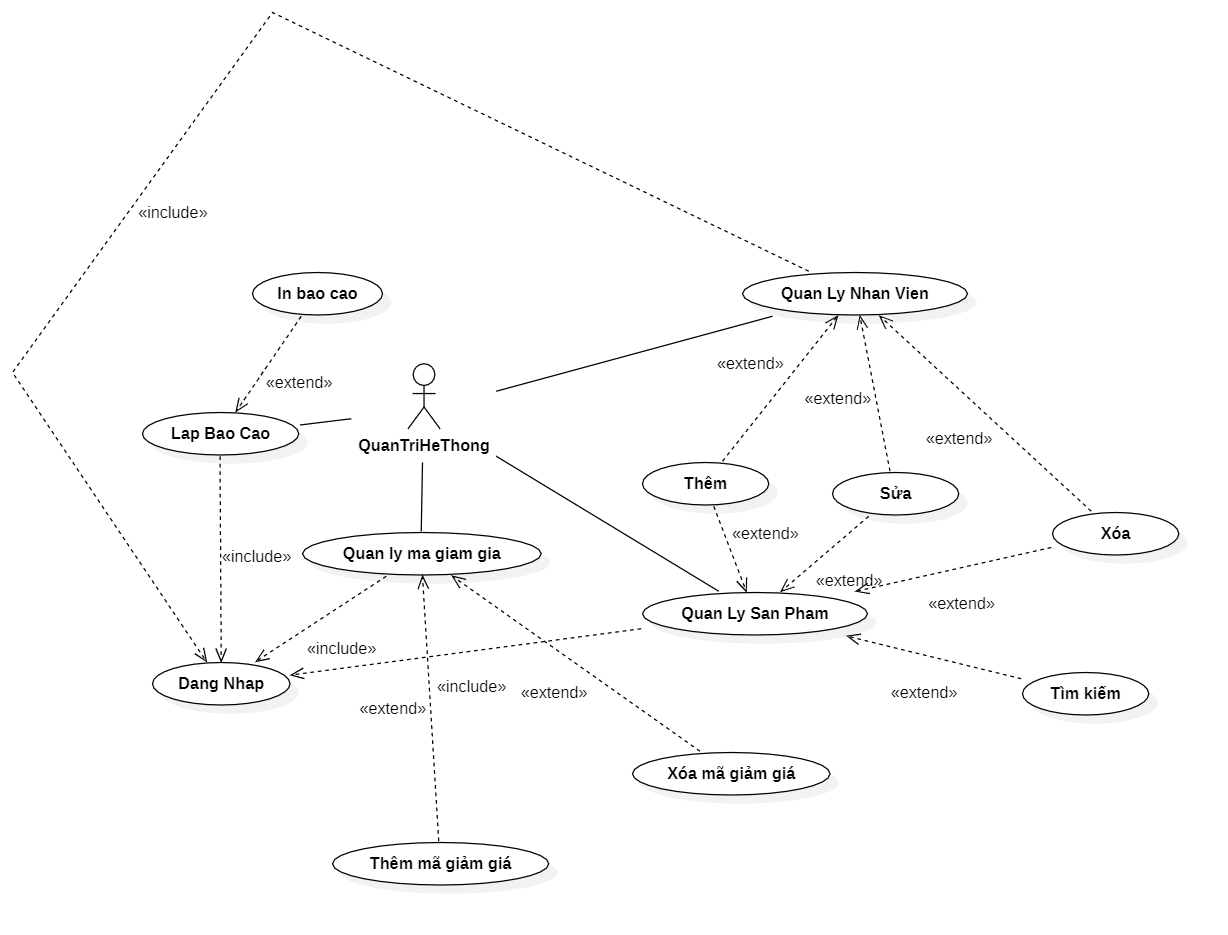 «include»
In bao cao
Quan Ly Nhan Vien
«extend»
«extend»
«extend»
Lap Bao Cao
QuanTriHeThong
«extend»
Thêm
Sửa
Xóa
«extend»
«include»
Quan ly ma giam gia
«extend»
«extend»
Quan Ly San Pham
«include»
Dang Nhap
«include»
«extend»
«extend»
Tìm kiếm
«extend»
Xóa mã giảm giá
Thêm mã giảm giá